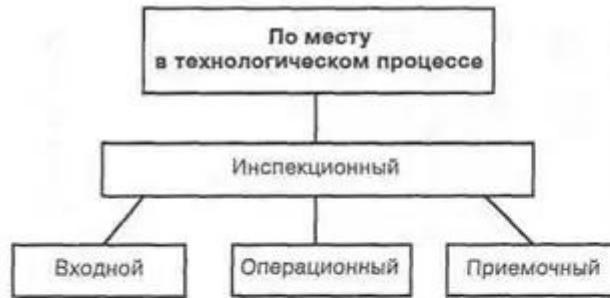 По месту
в технологическом процессе
Инспекционный
Входной
Операционный
Приемочный